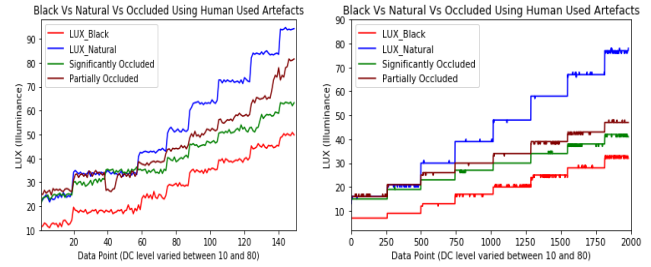 Black Vs Natural Vs Occluded Using Human Used Artefacts
LUX (Illuminance)
90
80
70
60
50
40
30
20
10
LUX_Black
LUX_Natural
Significantly Occluded
Partially Occluded
20
40
60
80
100
120
140
Data Point (DC level varied between 10 and 80)
Black Vs Natural Vs Occluded Using Human Used Artefacts
LUX (Illuminance)
90
80
70
60
50
40
30
20
10
LUX_Black
LUX_Natural
Significantly Occluded
Partially Occluded
0
250
500
750
1000
1250
1500
1750
2000
Data Point (DC level varied between 10 and 80)